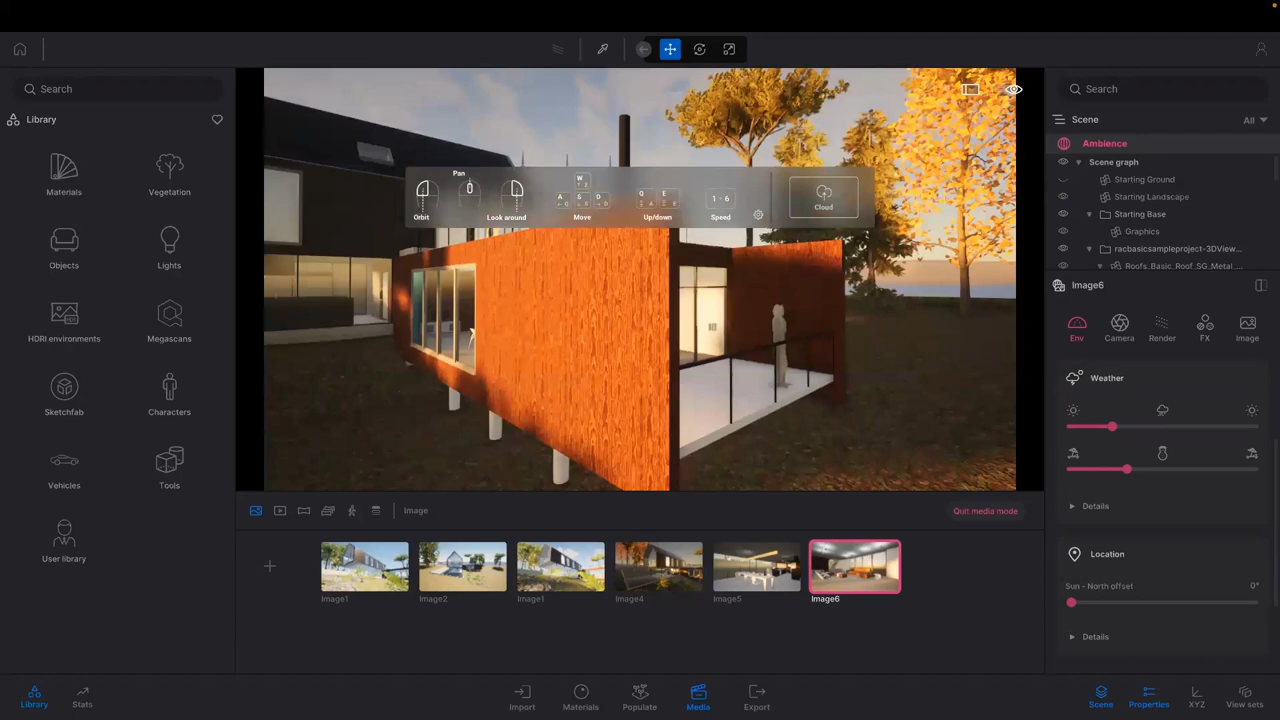 Search
Library
Materials
Vegetation
Objects
Lights
HDRI environments
Megascans
Sketchfab
Characters
Vehicles
Tools
User library
Pan
Orbit
Look around
W
A
S
D
Move
Q
E
Up/down
1 - 6
Speed
Cloud
Image
Quit media mode
Image1
Image2
Image1
Image4
Image5
Image6
Search
Scene
All
Ambience
Scene graph
Starting Ground
Starting Landscape
Starting Base
Graphics
racbasicsampleproject-3DView...
Roofs_Basic_Roof_SG_Metal_...
Image6
Env
Camera
Render
FX
Image
Weather
Details
Location
Sun - North offset
0°
Details
Library
Stats
Import
Materials
Populate
Media
Export
Scene
Properties
XYZ
View sets